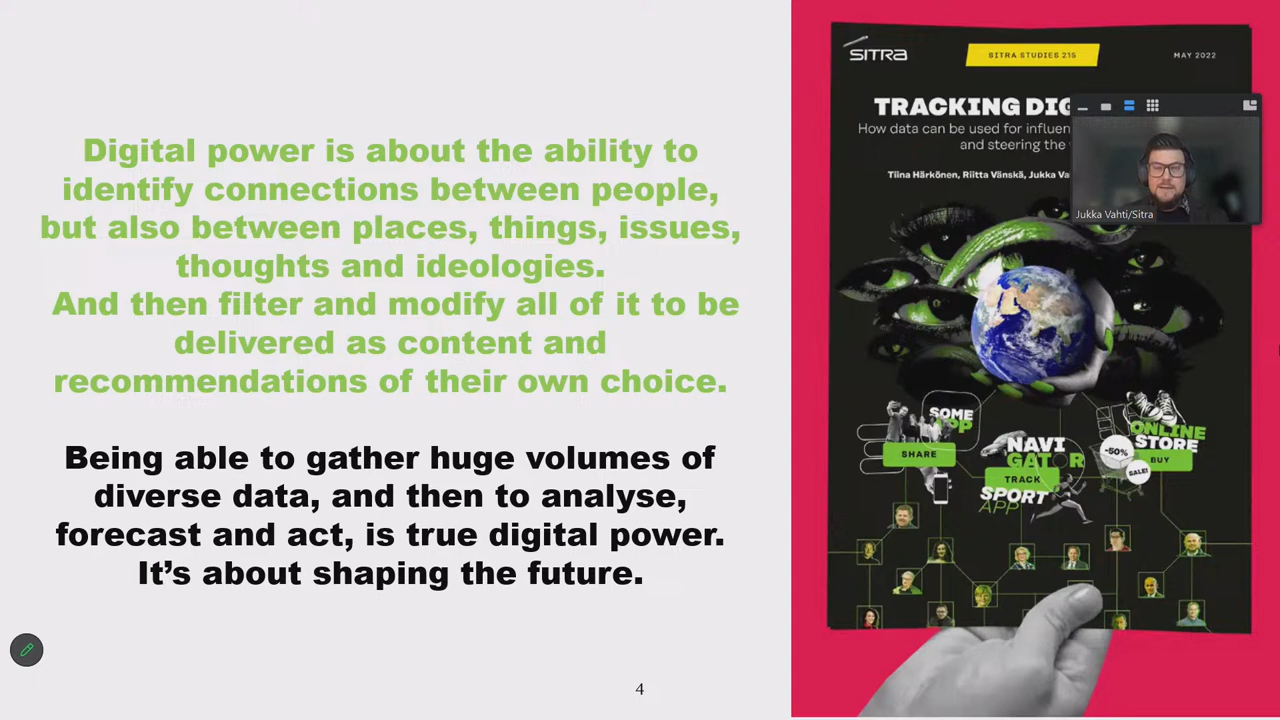 Digital power is about the ability to
identify connections between people,
but also between places, things, issues,
thoughts and ideologies.
And then filter and modify all of it to be
delivered as content and
recommendations of their own choice.
Being able to gather huge volumes of
diverse data, and then to analyse,
forecast and act, is true digital power.
It’s about shaping the future.
4
SITRA
SITRA STUDIES 215
MAY 2022
TRACKING DIG
How data can be used for influen
and steering the
Tiina Härkönen, Riitta Vänskä, Jukka Va
Jukka Vahti/Sitra
SOME
APP
SHARE
NAVI
GATOR
TRACK
SPORT
APP
ONLINE
STORE
-50%
BUY
SALE!